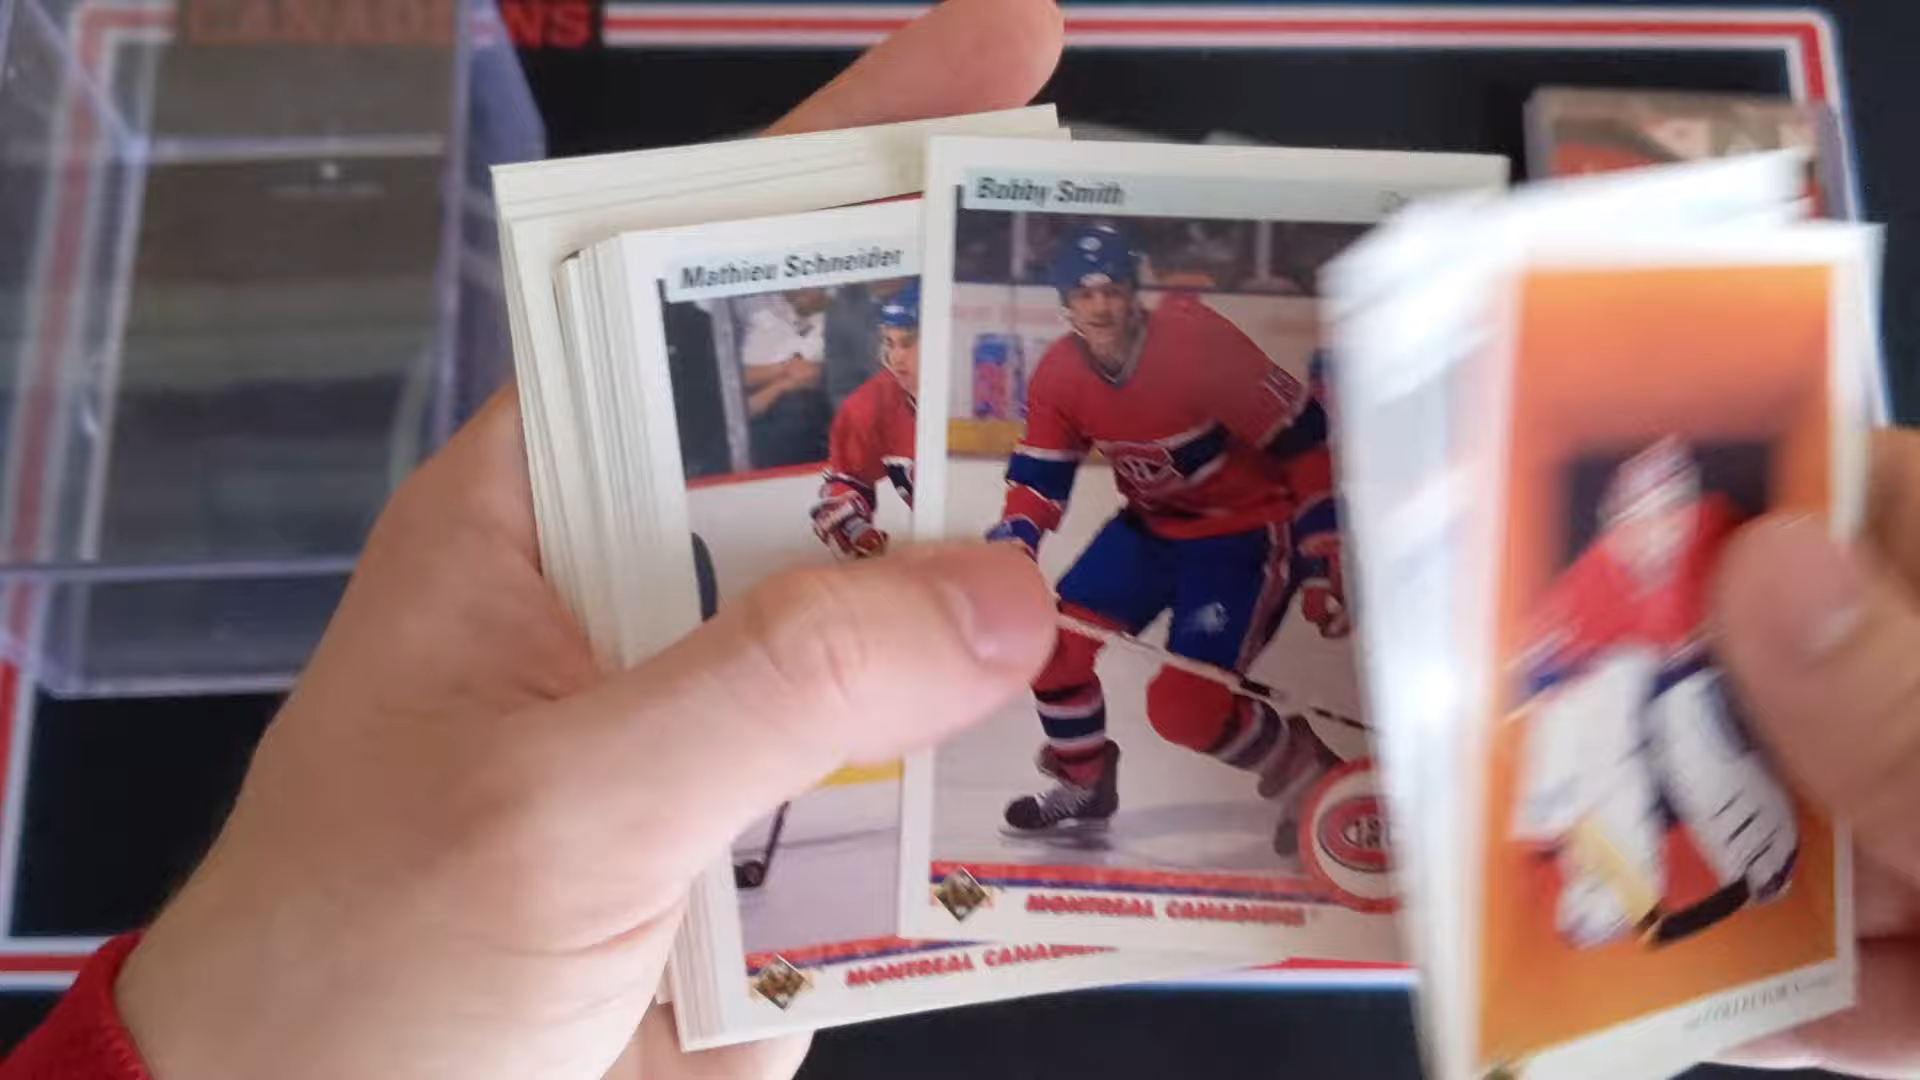 CANADIENS
Bobby Smith
Mathieu Schneider
MONTREAL CANADIENS
MONTREAL